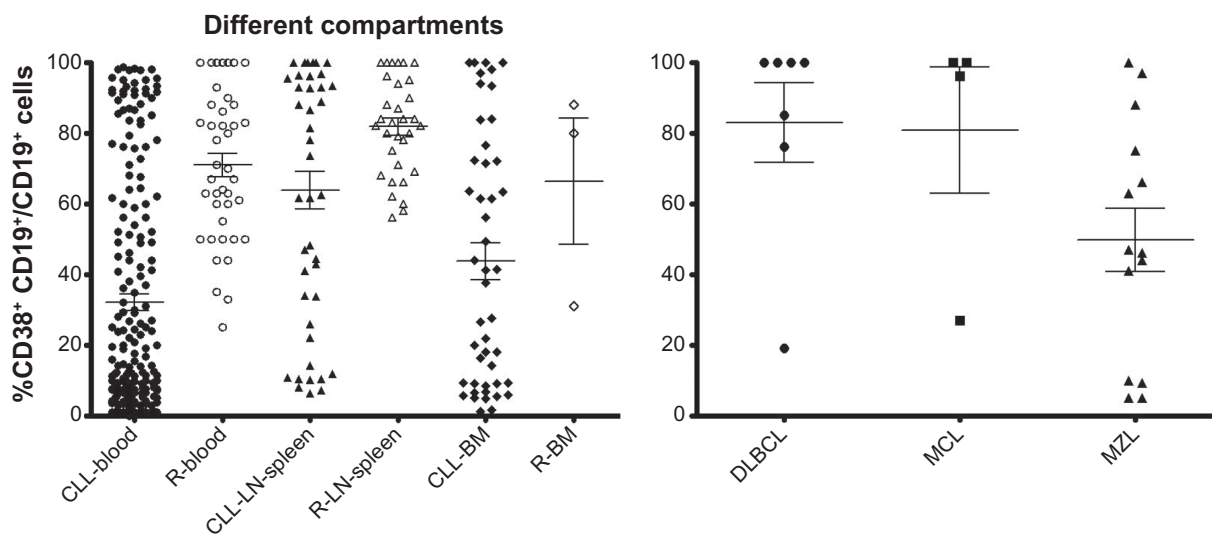 Different compartments
%CD38⁺ CD19⁺/CD19⁺ cells
100
80
60
40
20
0
CLL-blood
R-blood
CLL-LN-spleen
R-LN-spleen
CLL-BM
R-BM
100
80
60
40
20
0
DLBCL
MCL
MZL